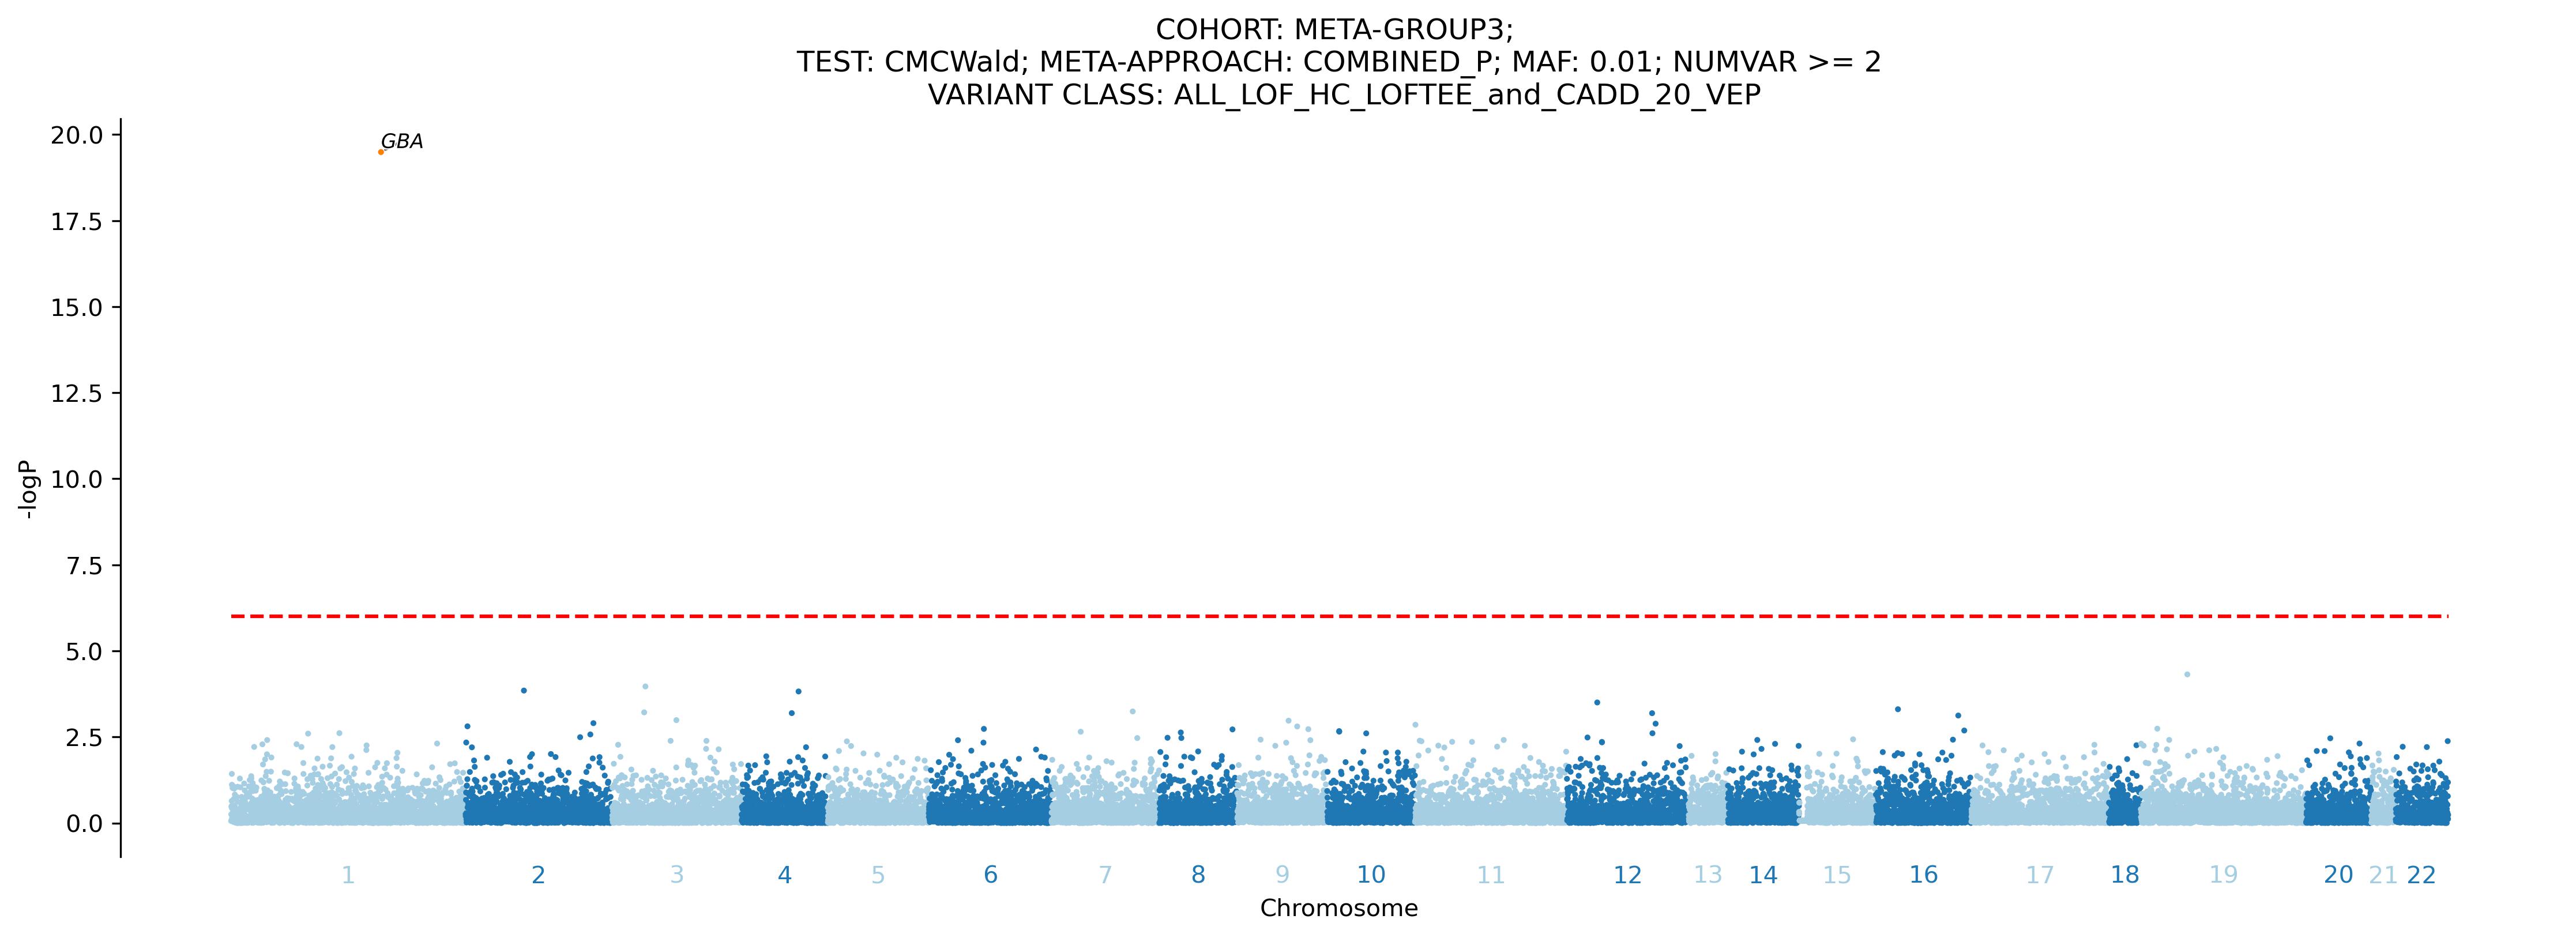 COHORT: META-GROUP3;
TEST: CMCWald; META-APPROACH: COMBINED_P; MAF: 0.01; NUMVAR >= 2
VARIANT CLASS: ALL_LOF_HC_LOFTEE_and_CADD_20_VEP
20.0
GBA
17.5
15.0
12.5
10.0
7.5
5.0
2.5
0.0
-logP
1 2 3 4 5 6 7 8 9 10 11 12 13 14 15 16 17 18 19 20 21 22
Chromosome